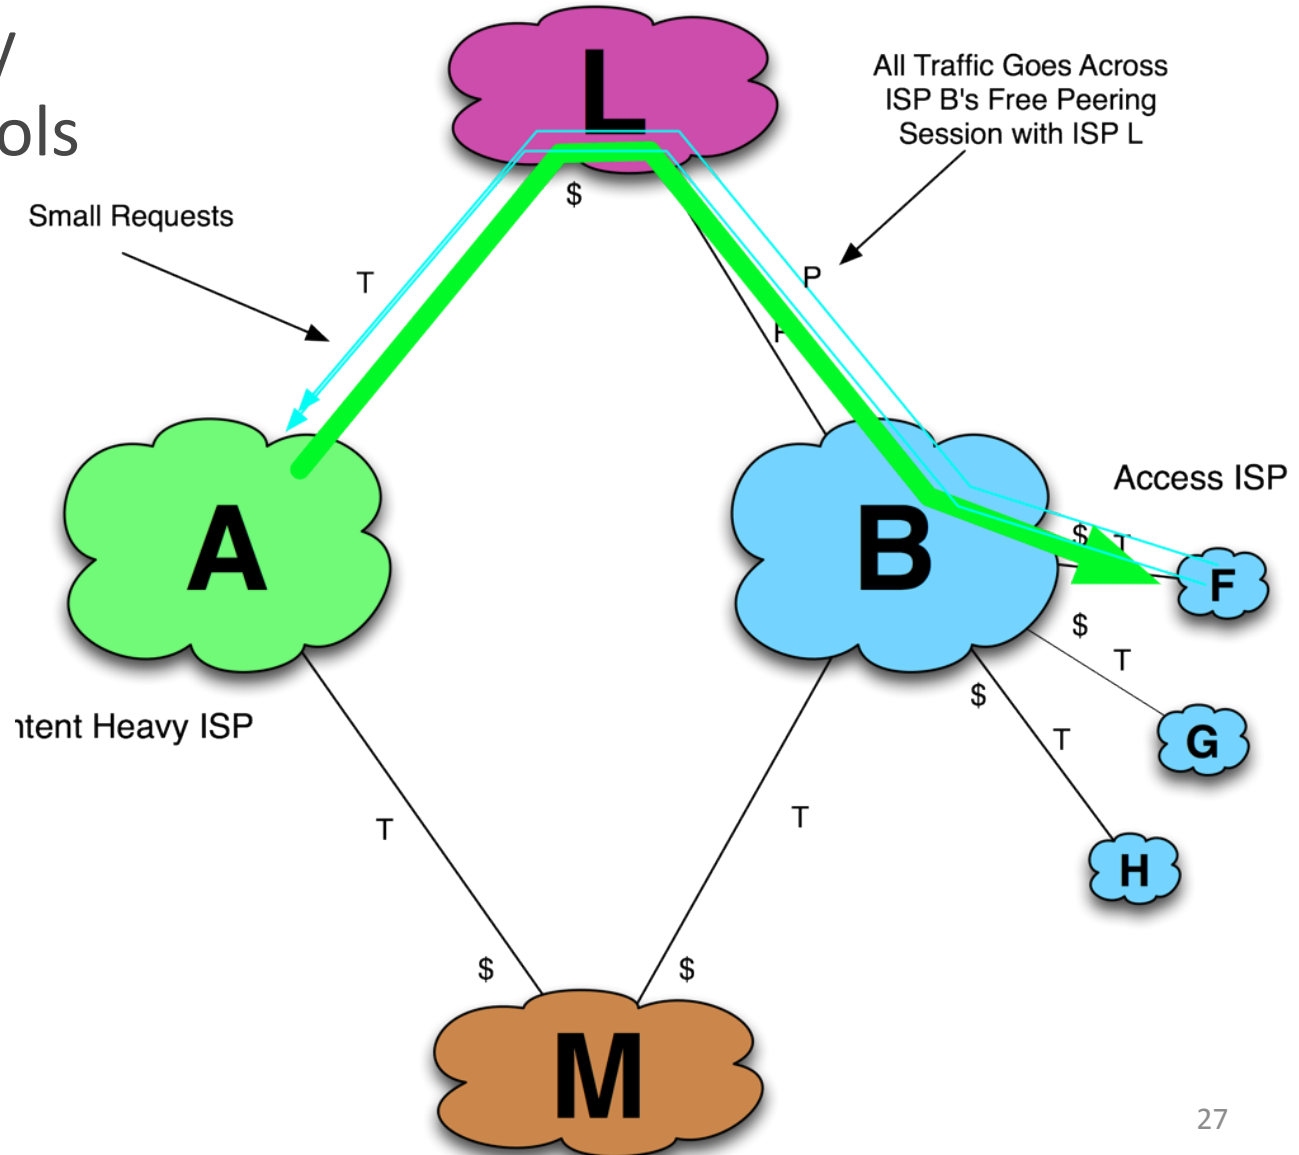 y
ols
L
All Traffic Goes Across
ISP B's Free Peering
Session with ISP L
$
Small Requests
T
P
P
A
B
Access ISP
$ T
F
$
T
G
ntent Heavy ISP
$
T
H
T
T
$
$
M
27